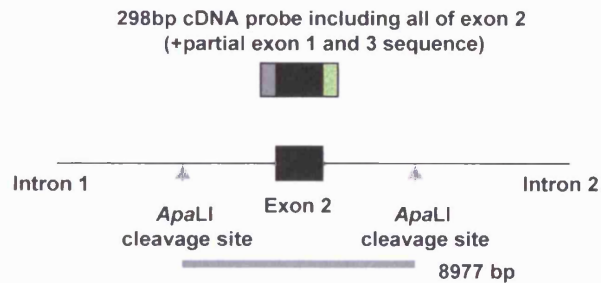 298bp cDNA probe including all of exon 2
(+partial exon 1 and 3 sequence)
Intron 1
Exon 2
Intron 2
ApaLI
cleavage site
ApaLI
cleavage site
8977 bp